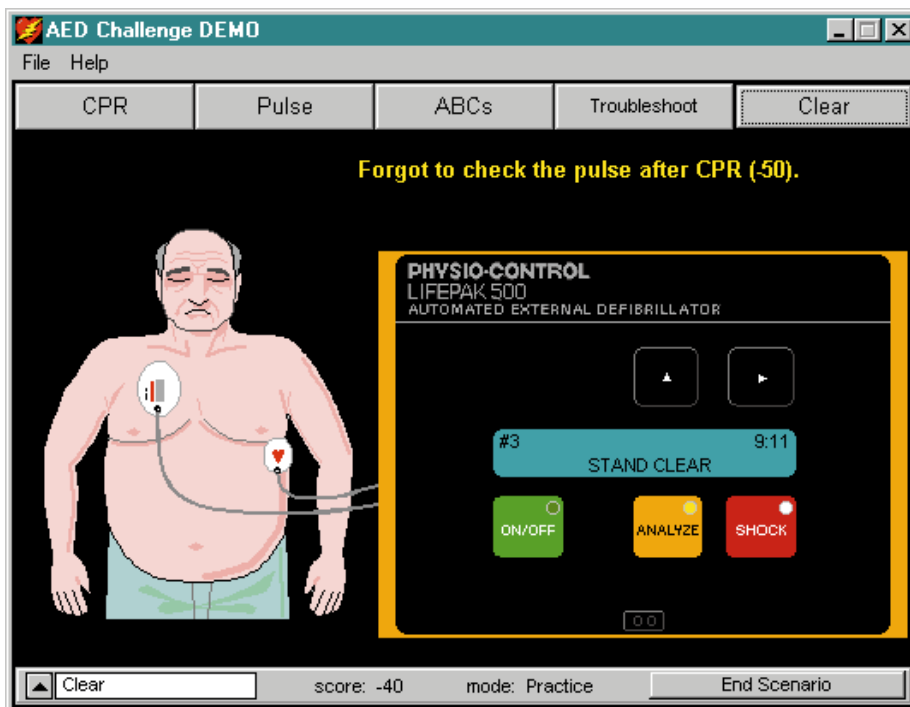 AED Challenge DEMO
File Help
CPR Pulse ABCs Troubleshoot Clear
Forgot to check the pulse after CPR (-50).
PHYSIO-CONTROL
LIFEPAK 500
AUTOMATED EXTERNAL DEFIBRILLATOR
#3 9:11
STAND CLEAR
ON/OFF ANALYZE SHOCK
Clear score: -40 mode: Practice End Scenario